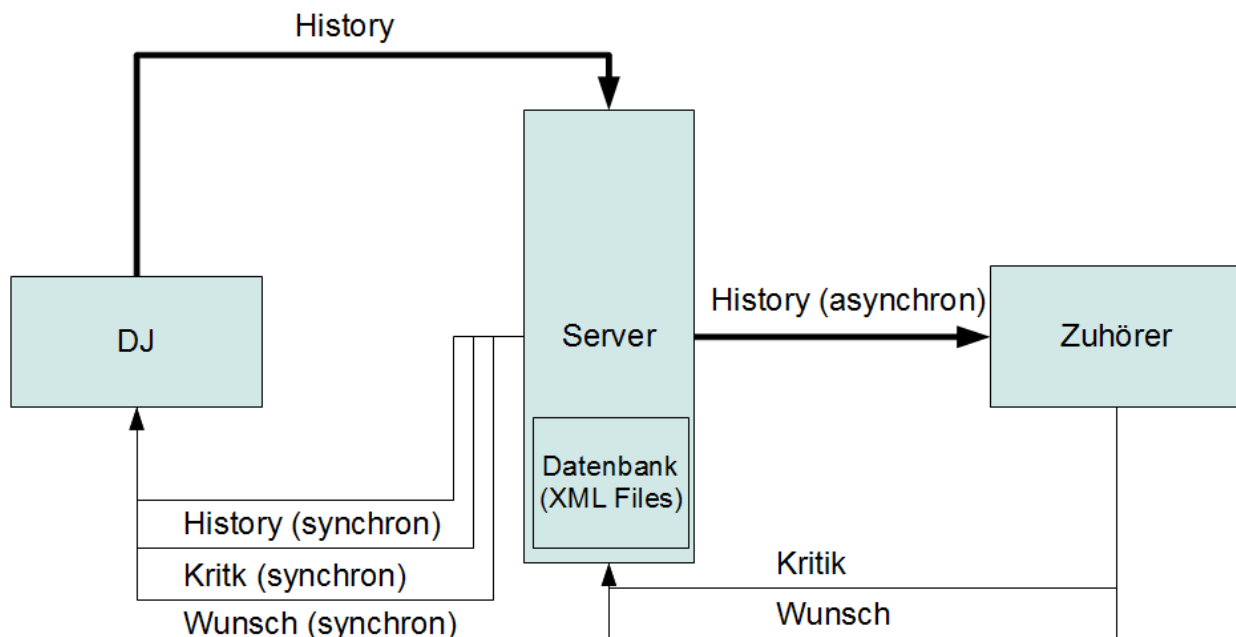 History
DJ
Server
History (asynchron)
Zuhörer
Datenbank
(XML Files)
History (synchron)
Kritk (synchron)
Wunsch (synchron)
Kritik
Wunsch